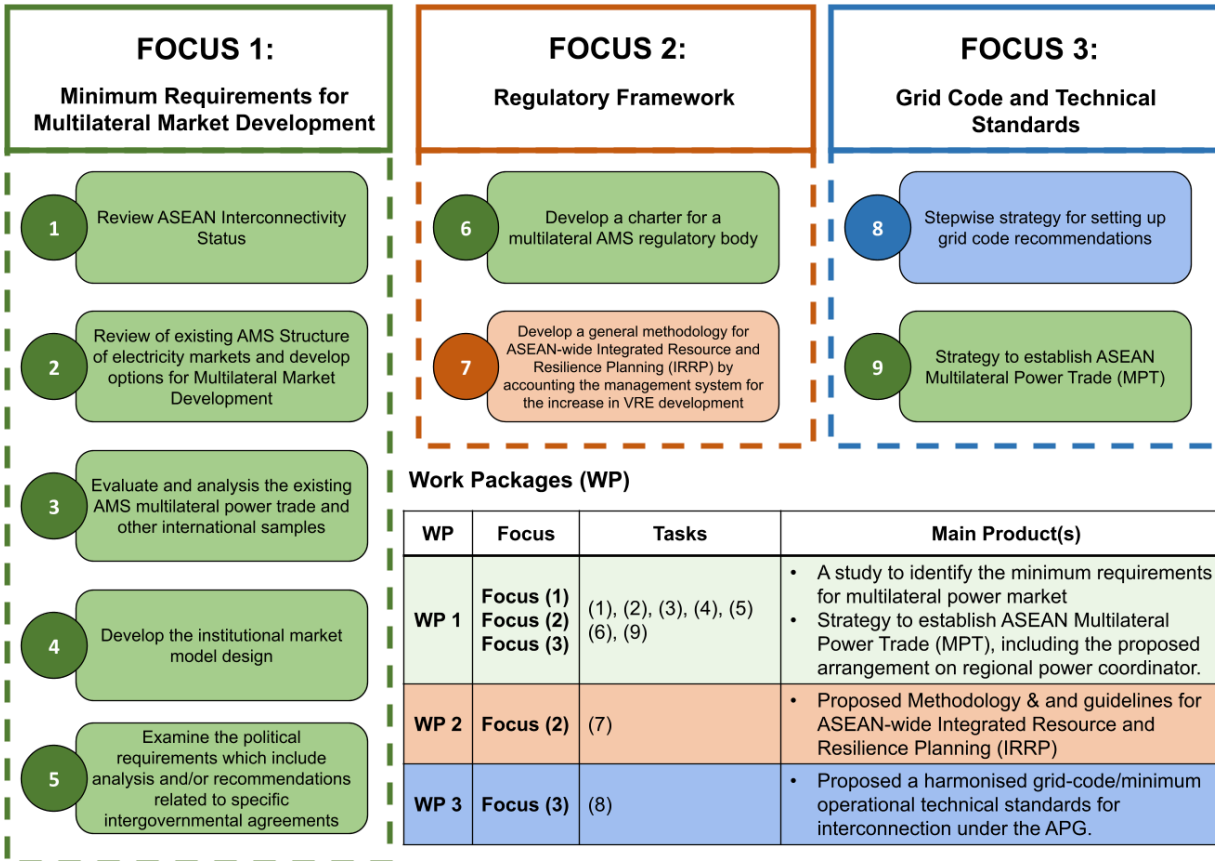 FOCUS 1:
Minimum Requirements for
Multilateral Market Development
1
Review ASEAN Interconnectivity
Status
2
Review of existing AMS Structure
of electricity markets and develop
options for Multilateral Market
Development
3
Evaluate and analysis the existing
AMS multilateral power trade and
other international samples
4
Develop the institutional market
model design
5
Examine the political
requirements which include
analysis and/or recommendations
related to specific
intergovernmental agreements
FOCUS 2:
Regulatory Framework
6
Develop a charter for a
multilateral AMS regulatory body
7
Develop a general methodology for
ASEAN-wide Integrated Resource and
Resilience Planning (IRRP) by
accounting the management system for
the increase in VRE development
FOCUS 3:
Grid Code and Technical
Standards
8
Stepwise strategy for setting up
grid code recommendations
9
Strategy to establish ASEAN
Multilateral Power Trade (MPT)
Work Packages (WP)
WP Focus Tasks Main Product(s)
WP 1
Focus (1)
Focus (2)
Focus (3)
(1), (2), (3), (4), (5)
(6), (9)
• A study to identify the minimum requirements
for multilateral power market
• Strategy to establish ASEAN Multilateral
Power Trade (MPT), including the proposed
arrangement on regional power coordinator.
WP 2
Focus (2)
(7)
• Proposed Methodology & and guidelines for
ASEAN-wide Integrated Resource and
Resilience Planning (IRRP)
WP 3
Focus (3)
(8)
• Proposed a harmonised grid-code/minimum
operational technical standards for
interconnection under the APG.